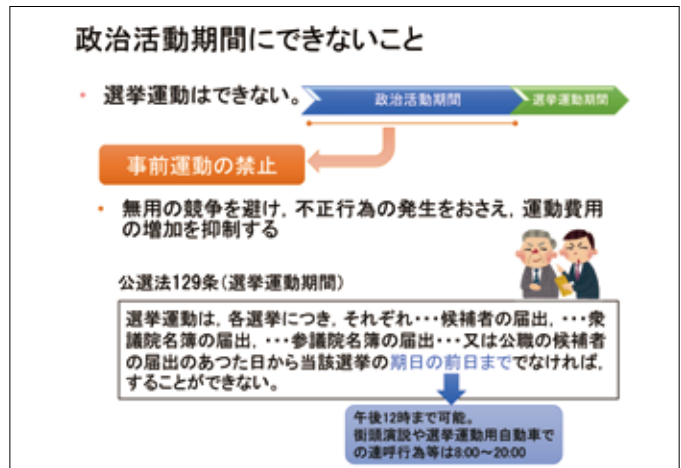 政治活動期間にできないこと
・ 選挙運動はできない。
政治活動期間
選挙運動期間
事前運動の禁止
・ 無用の競争を避け，不正行為の発生をおさえ，運動費用
の増加を抑制する
公選法129条（選挙運動期間）
選挙運動は，各選挙につき，それぞれ・・・候補者の届出，・・・衆
議院名簿の届出，・・・参議院名簿の届出・・・又は公職の候補者
の届出のあつた日から当該選挙の期日の前日まででなければ，
することができない。
午後12時まで可能。
街頭演説や選挙運動用自動車で
の連呼行為等は8:00～20:00